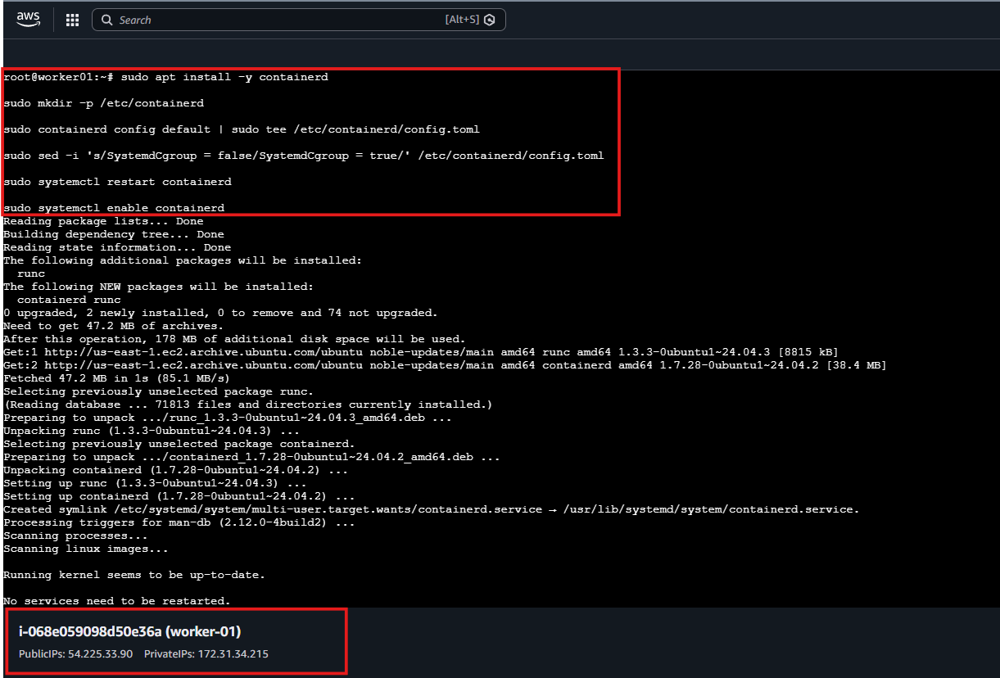 aws
Search [Alt+S]
root@worker01:~# sudo apt install -y containerd
sudo mkdir -p /etc/containerd
sudo containerd config default | sudo tee /etc/containerd/config.toml
sudo sed -i 's/SystemdCgroup = false/SystemdCgroup = true/' /etc/containerd/config.toml
sudo systemctl restart containerd
sudo systemctl enable containerd
Reading package lists... Done
Building dependency tree... Done
Reading state information... Done
The following additional packages will be installed:
  runc
The following NEW packages will be installed:
  containerd runc
0 upgraded, 2 newly installed, 0 to remove and 74 not upgraded.
Need to get 47.2 MB of archives.
After this operation, 178 MB of additional disk space will be used.
Get:1 http://us-east-1.ec2.archive.ubuntu.com/ubuntu noble-updates/main amd64 runc amd64 1.3.3-0ubuntu1~24.04.3 [8815 kB]
Get:2 http://us-east-1.ec2.archive.ubuntu.com/ubuntu noble-updates/main amd64 containerd amd64 1.7.28-0ubuntu1~24.04.2 [38.4 MB]
Fetched 47.2 MB in 1s (85.1 MB/s)
Selecting previously unselected package runc.
(Reading database ... 71813 files and directories currently installed.)
Preparing to unpack .../runc_1.3.3-0ubuntu1~24.04.3_amd64.deb ...
Unpacking runc (1.3.3-0ubuntu1~24.04.3) ...
Selecting previously unselected package containerd.
Preparing to unpack .../containerd_1.7.28-0ubuntu1~24.04.2_amd64.deb ...
Unpacking containerd (1.7.28-0ubuntu1~24.04.2) ...
Setting up runc (1.3.3-0ubuntu1~24.04.3) ...
Setting up containerd (1.7.28-0ubuntu1~24.04.2) ...
Created symlink /etc/systemd/system/multi-user.target.wants/containerd.service → /usr/lib/systemd/system/containerd.service.
Processing triggers for man-db (2.12.0-4build2) ...
Scanning processes...
Scanning linux images...
Running kernel seems to be up-to-date.
No services need to be restarted.
i-068e059098d50e36a (worker-01)
PublicIPs: 54.225.33.90 PrivateIPs: 172.31.34.215